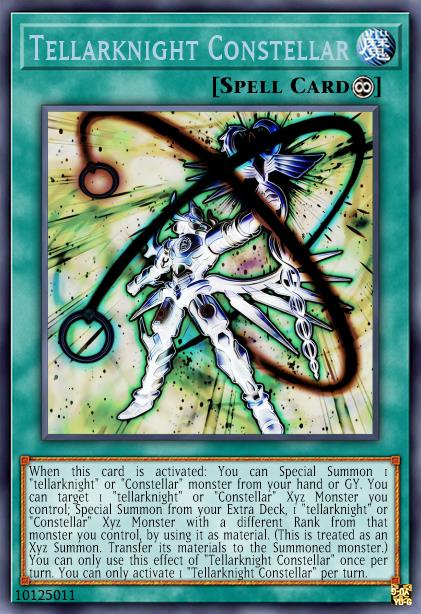 TELLARKNIGHT CONSTELLAR
魔
[SPELL CARD]
When this card is activated: You can Special Summon 1
"tellarknight" or "Constellar" monster from your hand or GY. You
can target 1 "tellarknight" or "Constellar" Xyz Monster you
control; Special Summon from your Extra Deck, 1 "tellarknight" or
"Constellar" Xyz Monster with a different Rank from that
monster you control, by using it as material. (This is treated as an
Xyz Summon. Transfer its materials to the Summoned monster.)
You can only use this effect of "Tellarknight Constellar" once per
turn. You can only activate 1 "Tellarknight Constellar" per turn.
10125011